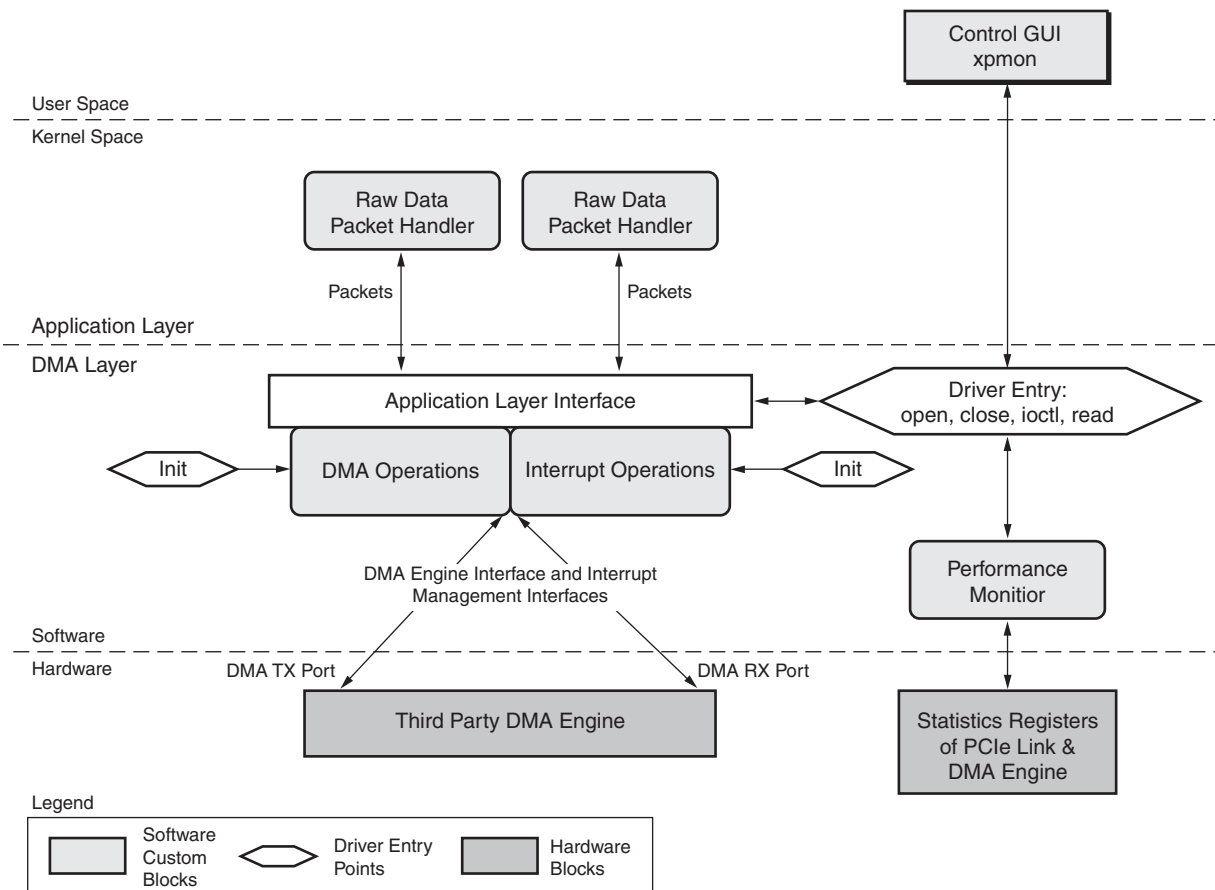 Control GUI
xpmon
User Space
Kernel Space
Raw Data
Packet Handler
Raw Data
Packet Handler
Packets
Packets
Application Layer
DMA Layer
Application Layer Interface
Driver Entry:
open, close, ioctl, read
Init
DMA Operations
Interrupt Operations
Init
DMA Engine Interface and Interrupt
Management Interfaces
Performance
Monitior
Software
Hardware
DMA TX Port
DMA RX Port
Third Party DMA Engine
Statistics Registers
of PCIe Link &
DMA Engine
Legend
Software
Custom
Blocks
Driver Entry
Points
Hardware
Blocks